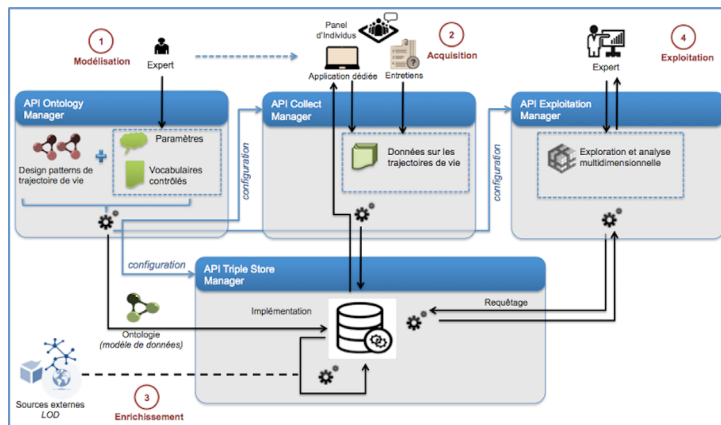 1
Modélisation
Expert
Panel
d'Individus
Application dédiée
Entretiens
2
Acquisition
Expert
4
Exploitation
API Ontology
Manager
Design patterns de
trajectoire de vie
Paramètres
Vocabulaires
contrôlés
configuration
API Collect
Manager
Données sur les
trajectoires de vie
configuration
API Exploitation
Manager
Exploration et analyse
multidimensionnelle
configuration
API Triple Store
Manager
Implémentation
Requêtage
Ontologie
(modèle de données)
Sources externes
LOD
3
Enrichissement